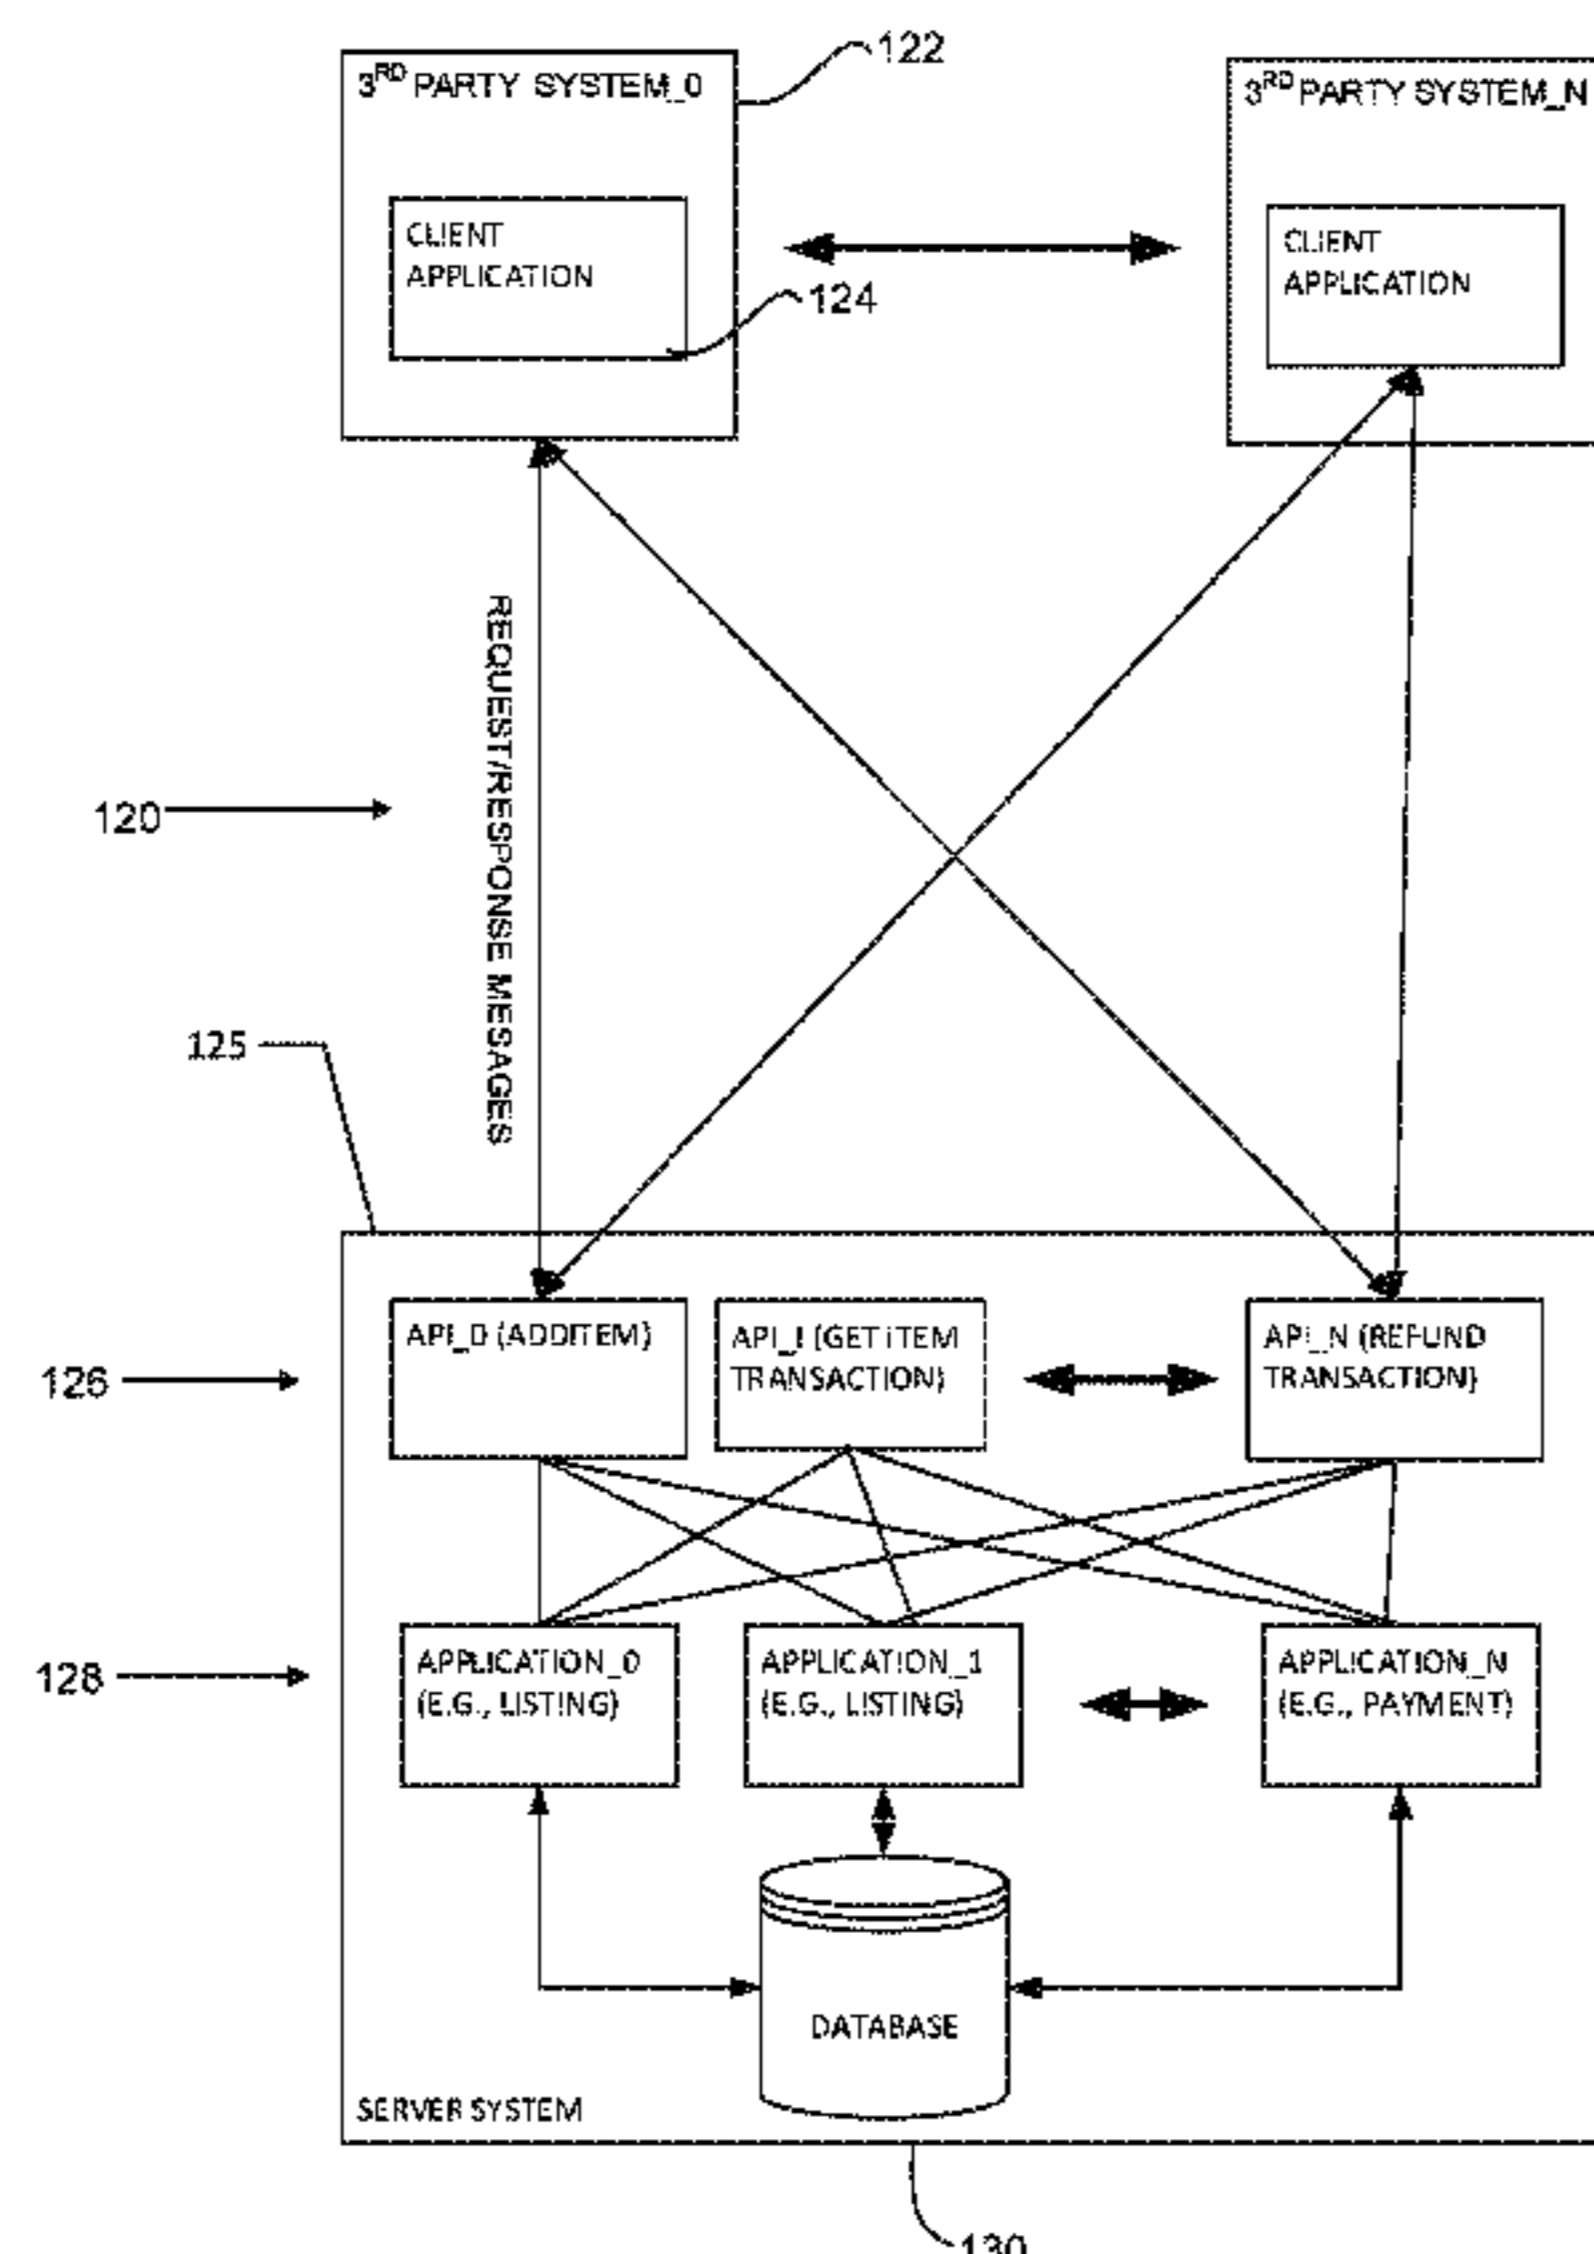 122
3RD PARTY SYSTEM_0
3RD PARTY SYSTEM_N
CLIENT
APPLICATION
CLIENT
APPLICATION
124
REQUEST/RESPONSE MESAGES
120
125
API_0 (ADDITEM)
API_I (GET ITEM
TRANSACTION)
API_N (REFUND
TRANSACTION)
126
APPLICATION_0
(E.G., LISTING)
APPLICATION_1
(E.G., LISTING)
APPLICATION_N
(E.G., PAYMENT)
128
DATABASE
SERVER SYSTEM
130